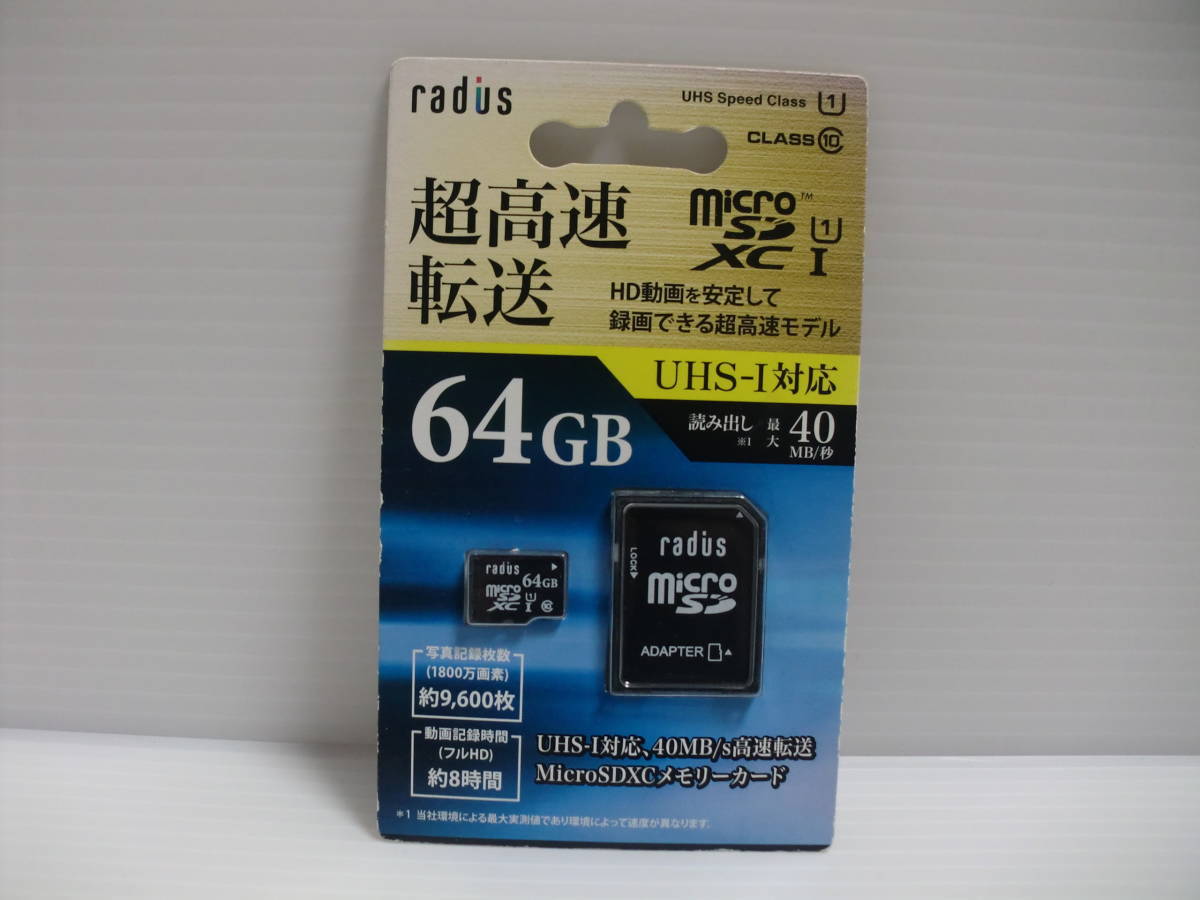 radius
UHS Speed Class 1
CLASS 10
超高速
転送
micro
SD
XC I
TM
1
HD動画を安定して
録画できる超高速モデル
UHS-I対応
64GB
読み出し
※1
最大
40
MB/秒
radius
64GB
micro
SD
XC I
1
10
LOCK
radius
micro
SD
ADAPTER
写真記録枚数
(1800万画素)
約9,600枚
動画記録時間
(フルHD)
約8時間
UHS-I対応、40MB/s高速転送
MicroSDXCメモリーカード
※1 当社環境による最大実測値であり環境によって速度が異なります。